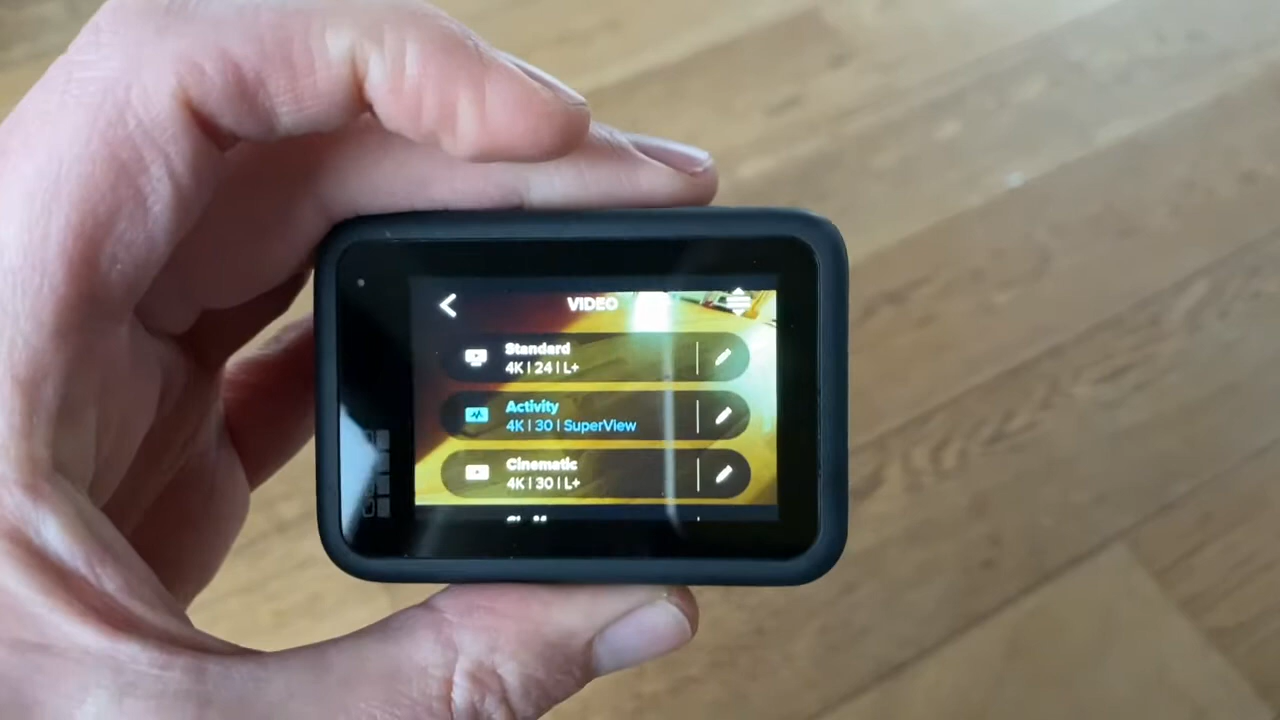 VIDEO
Standard
4K | 24 | L+
Activity
4K | 30 | SuperView
Cinematic
4K | 30 | L+